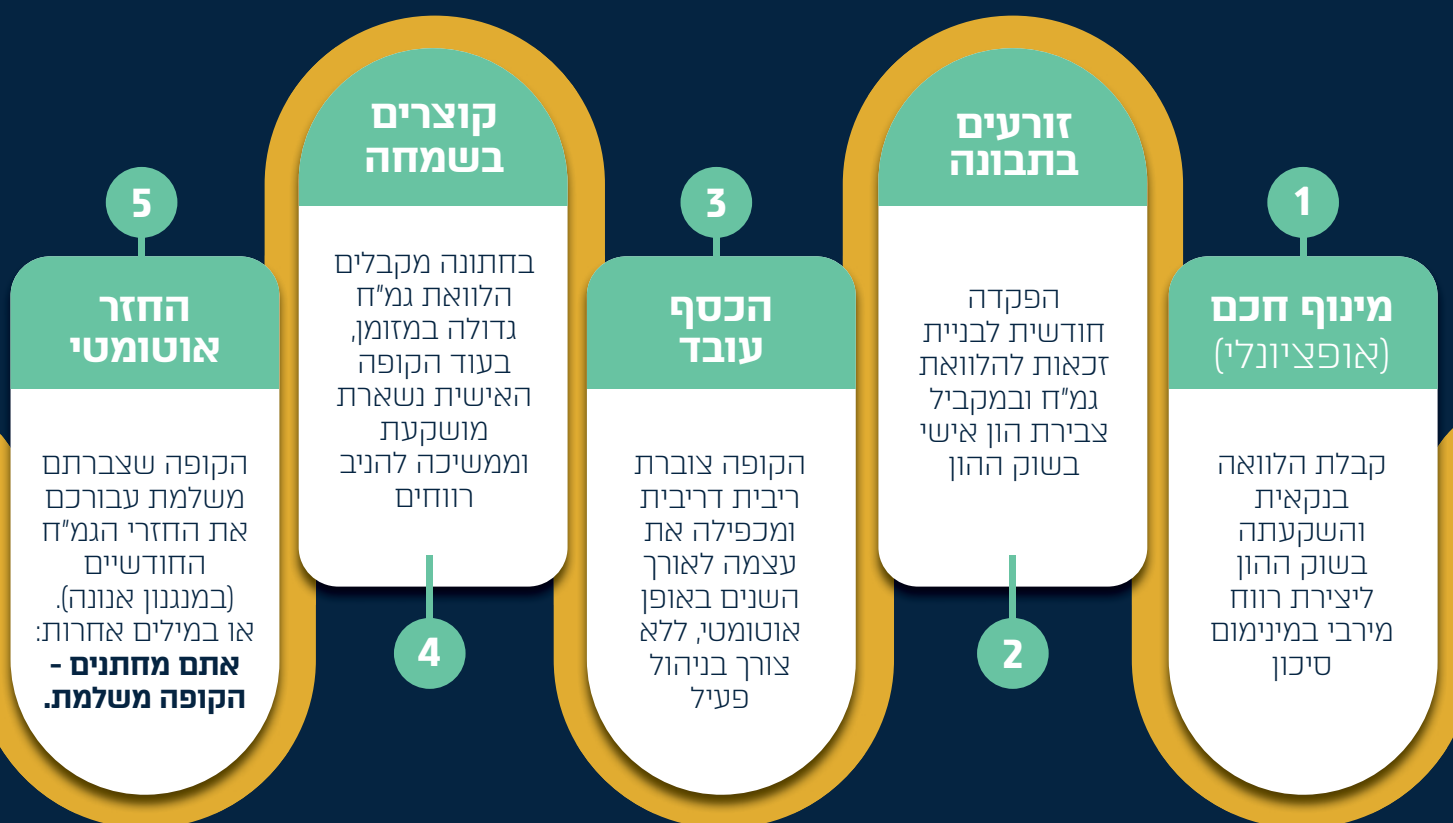 1
מינוף חכם
(אופציונלי)
קבלת הלוואה
בנקאית
והשקעתה
בשוק ההון
ליצירת רווח
מירבי במינימום
סיכון
זורעים
בתבונה
הפקדה
חודשית לבניית
זכאות להלוואת
גמ"ח ובמקביל
צבירת הון אישי
בשוק ההון
2
3
הכסף
עובד
הקופה צוברת
ריבית דריבית
ומכפילה את
עצמה לאורך
השנים באופן
אוטומטי, ללא
צורך בניהול
פעיל
קוצרים
בשמחה
בחתונה מקבלים
הלוואת גמ"ח
גדולה במזומן,
בעוד הקופה
האישית נשארת
מושקעת
וממשיכה להניב
רווחים
4
5
החזר
אוטומטי
הקופה שצברתם
משלמת עבורכם
את החזרי הגמ"ח
החודשיים
(במנגנון אנונה).
או במילים אחרות:
אתם מחתנים -
הקופה משלמת.